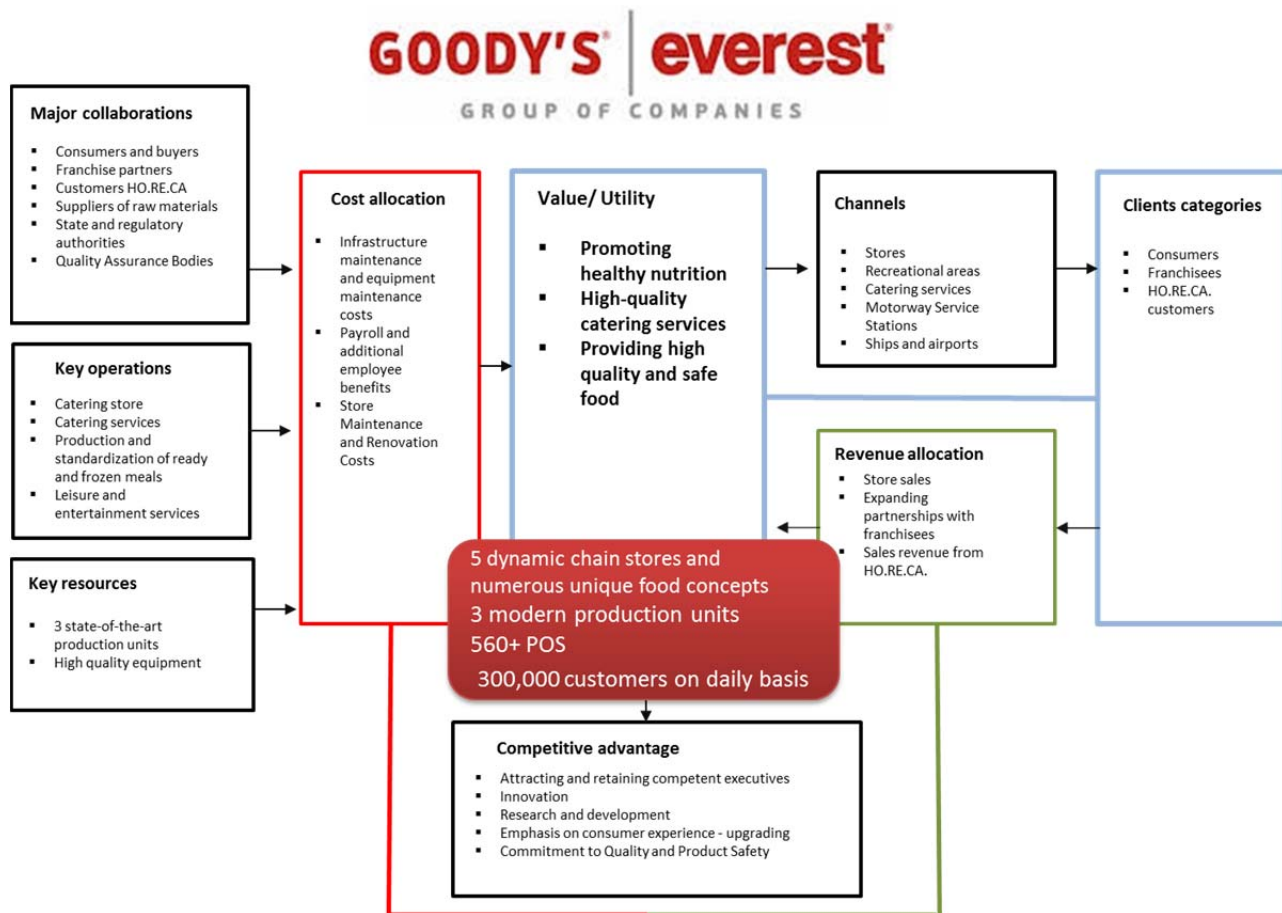 GOODY'S® everest®
GROUP OF COMPANIES
Major collaborations
▪ Consumers and buyers
▪ Franchise partners
▪ Customers HO.RE.CA
▪ Suppliers of raw materials
▪ State and regulatory
authorities
▪ Quality Assurance Bodies
Key operations
▪ Catering store
▪ Catering services
▪ Production and
standardization of ready
and frozen meals
▪ Leisure and
entertainment services
Key resources
▪ 3 state-of-the-art
production units
▪ High quality equipment
Cost allocation
▪ Infrastructure
maintenance
and equipment
maintenance
costs
▪ Payroll and
additional
employee
benefits
▪ Store
Maintenance
and Renovation
Costs
Value/ Utility
▪ Promoting
healthy nutrition
▪ High-quality
catering services
▪ Providing high
quality and safe
food
Channels
▪ Stores
▪ Recreational areas
▪ Catering services
▪ Motorway Service
Stations
▪ Ships and airports
Clients categories
▪ Consumers
▪ Franchisees
▪ HO.RE.CA.
customers
Revenue allocation
▪ Store sales
▪ Expanding
partnerships with
franchisees
▪ Sales revenue from
HO.RE.CA.
5 dynamic chain stores and
numerous unique food concepts
3 modern production units
560+ POS
300,000 customers on daily basis
Competitive advantage
▪ Attracting and retaining competent executives
▪ Innovation
▪ Research and development
▪ Emphasis on consumer experience - upgrading
▪ Commitment to Quality and Product Safety